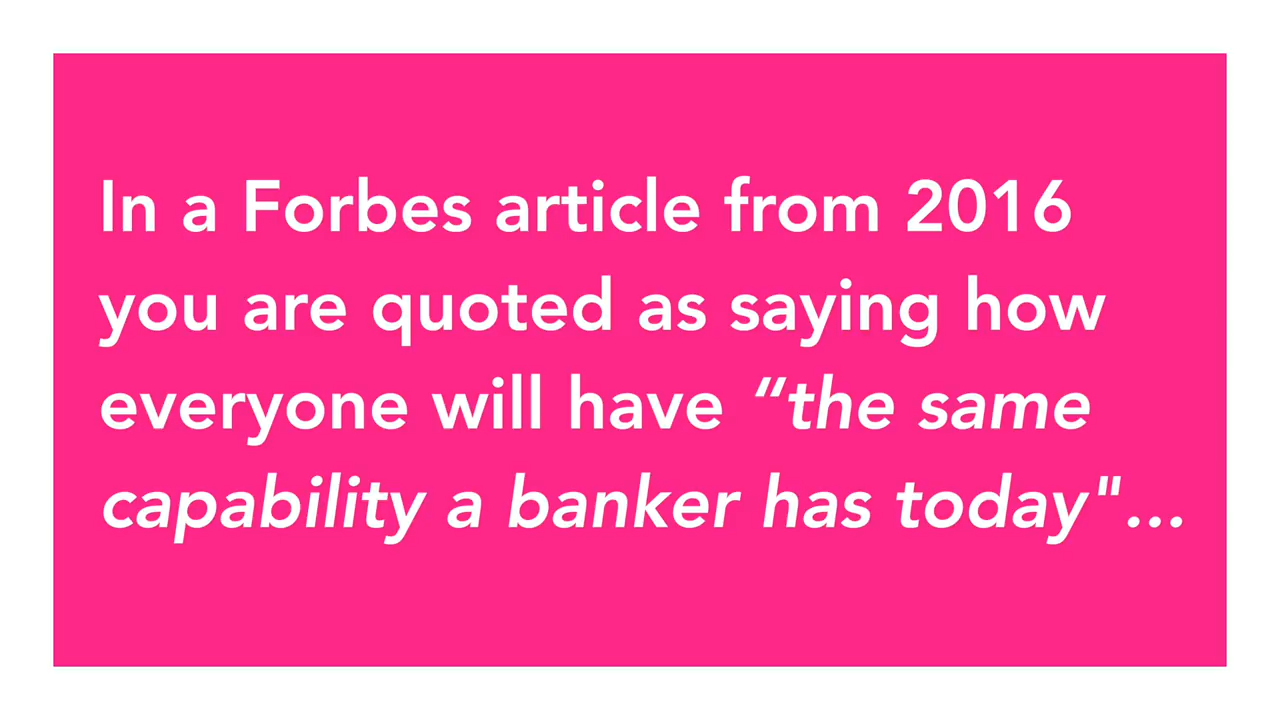 In a Forbes article from 2016
you are quoted as saying how
everyone will have “the same
capability a banker has today"...